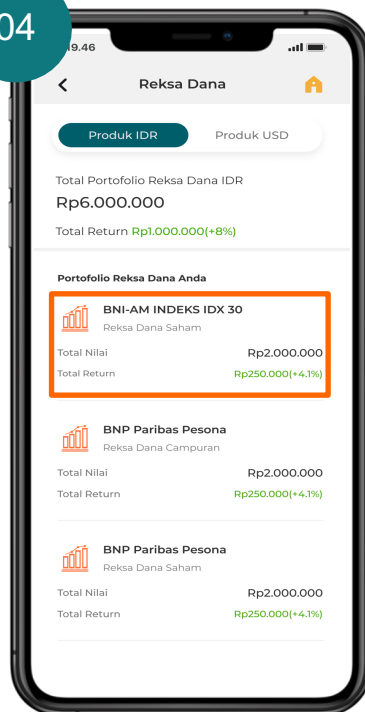 04
19.46
Reksa Dana
Produk IDR
Produk USD
Total Portofolio Reksa Dana IDR
Rp6.000.000
Total Return Rp1.000.000(+8%)
Portofolio Reksa Dana Anda
BNI-AM INDEKS IDX 30
Reksa Dana Saham
Total Nilai Rp2.000.000
Total Return Rp250.000(+4.1%)
BNP Paribas Pesona
Reksa Dana Campuran
Total Nilai Rp2.000.000
Total Return Rp250.000(+4.1%)
BNP Paribas Pesona
Reksa Dana Saham
Total Nilai Rp2.000.000
Total Return Rp250.000(+4.1%)